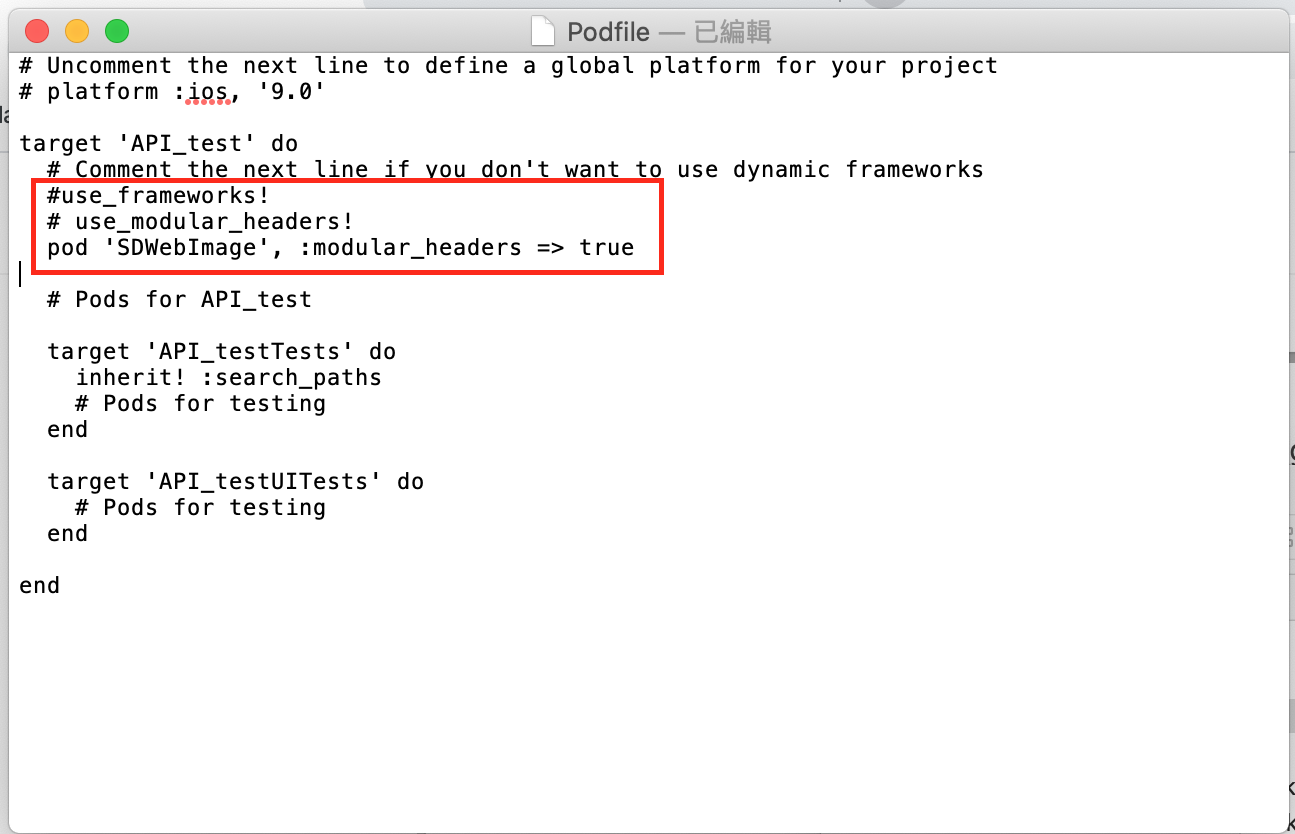 Podfile — 已編輯
# Uncomment the next line to define a global platform for your project
# platform :ios, '9.0'
target 'API_test' do
# Comment the next line if you don't want to use dynamic frameworks
#use_frameworks!
# use_modular_headers!
pod 'SDWebImage', :modular_headers => true
# Pods for API_test
target 'API_testTests' do
inherit! :search_paths
# Pods for testing
end
target 'API_testUITests' do
# Pods for testing
end
end